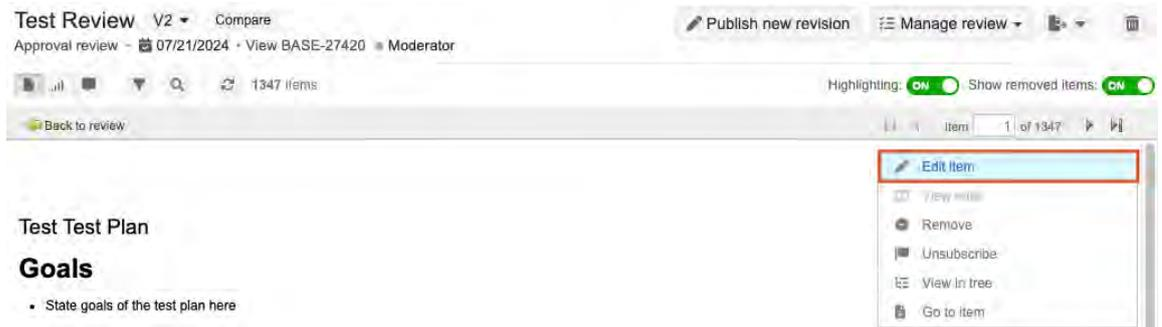 Test Review V2 Compare Publish new revision Manage review
Approval review - 07/21/2024 · View BASE-27420 Moderator
1347 items Highlighting: ON Show removed items: ON
Back to review Item 1 of 1347
Edit item
View
Remove
Test Test Plan
Unsubscribe
Goals
View in tree
• State goals of the test plan here
Go to item